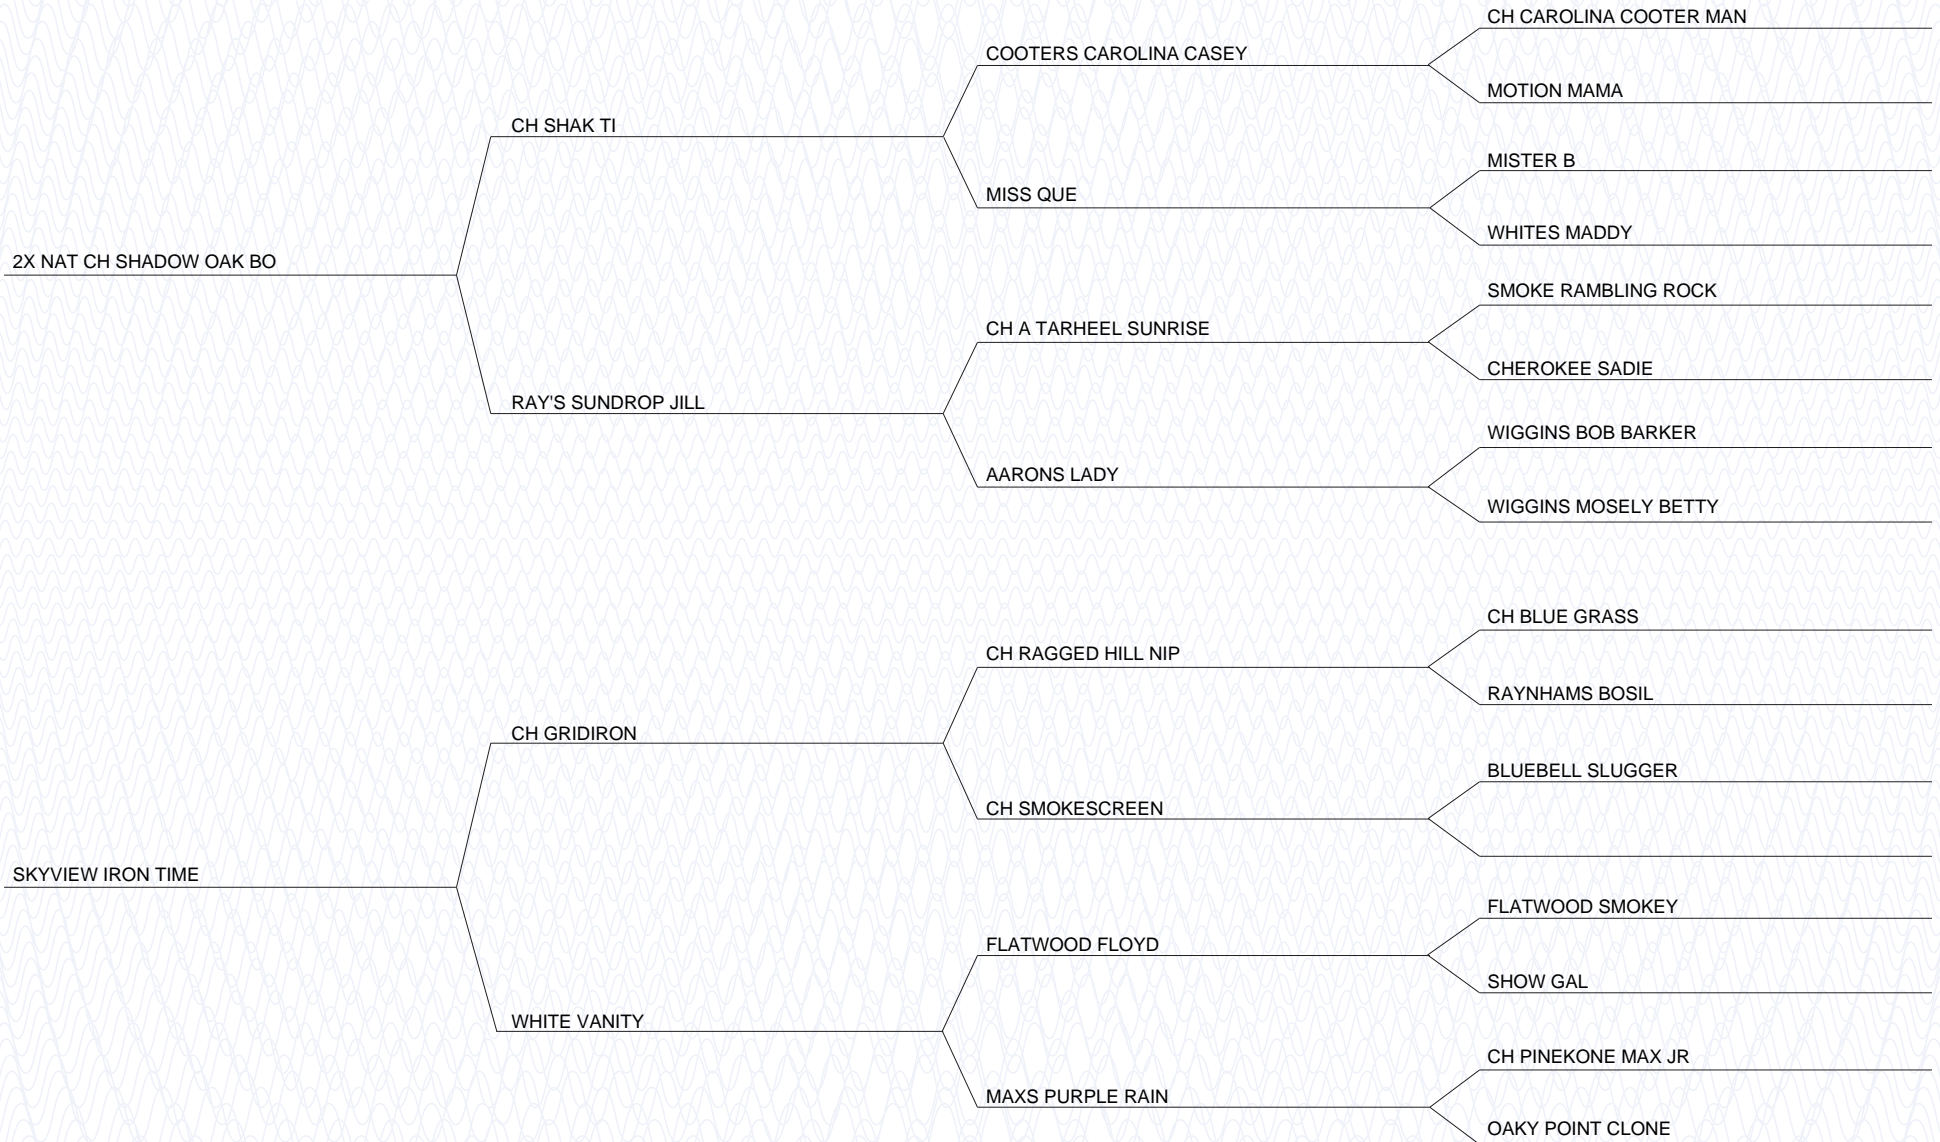 CH CAROLINA COOTER MAN
COOTERS CAROLINA CASEY
MOTION MAMA
CH SHAK TI
MISTER B
MISS QUE
WHITES MADDY
2X NAT CH SHADOW OAK BO
SMOKE RAMBLING ROCK
CH A TARHEEL SUNRISE
CHEROKEE SADIE
RAY'S SUNDROP JILL
WIGGINS BOB BARKER
AARONS LADY
WIGGINS MOSELY BETTY
CH BLUE GRASS
CH RAGGED HILL NIP
RAYNHAMS BOSIL
CH GRIDIRON
BLUEBELL SLUGGER
CH SMOKESCREEN
SKYVIEW IRON TIME
FLATWOOD SMOKEY
FLATWOOD FLOYD
SHOW GAL
WHITE VANITY
CH PINEKONE MAX JR
MAXS PURPLE RAIN
OAKY POINT CLONE